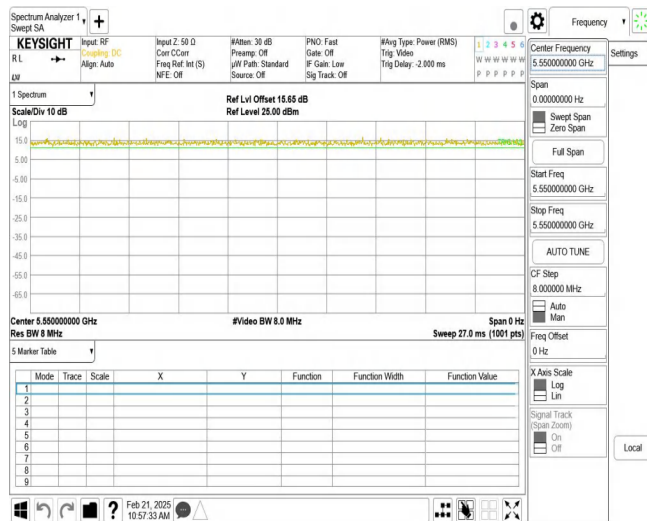 Spectrum Analyzer 1
Swept SA
Frequency
KEYSIGHT
R L
Input: RF
Coupling: DC
Align: Auto
Input Z: 50 Ω
Corr CCorr
Freq Ref: Int (S)
NFE: Off
#Atten: 30 dB
Preamp: Off
µW Path: Standard
Source: Off
PNO: Fast
Gate: Off
IF Gain: Low
Sig Track: Off
#Avg Type: Power (RMS)
Trig: Video
Trig Delay: -2.000 ms
1 2 3 4 5 6
W W W W W W
P P P P P P
Center Frequency
5.550000000 GHz
Settings
Span
0.00000000 Hz
Swept Span
Zero Span
Full Span
Start Freq
5.550000000 GHz
Stop Freq
5.550000000 GHz
AUTO TUNE
CF Step
8.000000 MHz
Auto
Man
Freq Offset
0 Hz
X Axis Scale
Log
Lin
Signal Track
(Span Zoom)
On
Off
Local
1 Spectrum
Scale/Div 10 dB
Ref Lvl Offset 15.65 dB
Ref Level 25.00 dBm
Log
15.0
5.00
-5.00
-15.0
-25.0
-35.0
-45.0
-55.0
-65.0
Center 5.550000000 GHz
#Video BW 8.0 MHz
Span 0 Hz
Res BW 8 MHz
Sweep 27.0 ms (1001 pts)
5 Marker Table
Mode Trace Scale X Y Function Function Width Function Value
1
2
3
4
5
6
7
8
9
?
Feb 21, 2025
10:57:33 AM